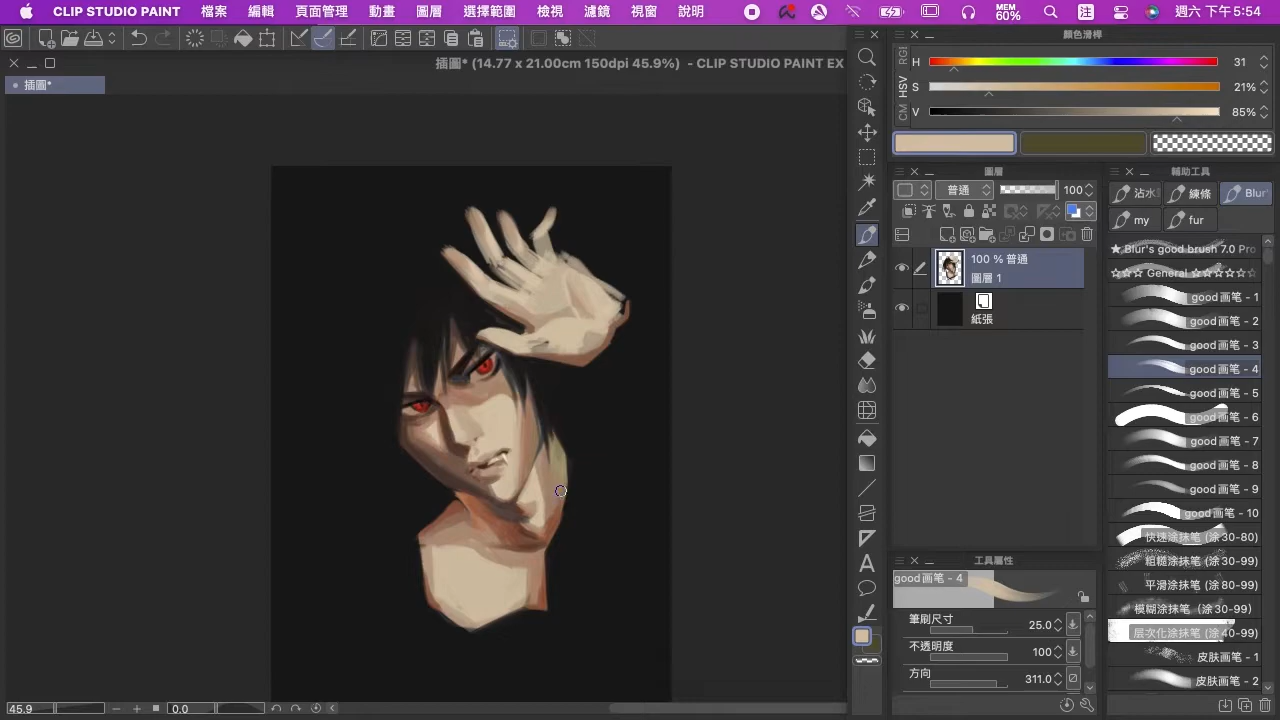 CLIP STUDIO PAINT 檔案 編輯 頁面管理 動畫 圖層 選擇範圍 檢視 濾鏡 視窗 說明 MEM 60% 注 週六 下午5:54
插圖* (14.77 x 21.00cm 150dpi 45.9%) - CLIP STUDIO PAINT EX
插圖*
顏色滑桿
H 31
HSV
S 21%
CM
V 85%
圖層
普通 100
100 % 普通
圖層 1
紙張
輔助工具
練條
Blur
my
fur
★ Blur's good brush 7.0 Pro
☆☆☆ General ☆☆☆☆☆☆
good画笔 - 1
good画笔 - 2
good画笔 - 3
good画笔 - 4
good画笔 - 5
good画笔 - 6
good画笔 - 7
good画笔 - 8
good画笔 - 9
good画笔 - 10
快速涂抹笔 (涂30-80)
粗糙涂抹笔 (涂30-99)
平滑涂抹笔 (涂80-99)
模糊涂抹笔 (涂30-99)
层次化涂抹笔 (涂40-99)
皮肤画笔 - 1
皮肤画笔 - 2
工具屬性
good画笔 - 4
筆刷尺寸 25.0
不透明度 100
方向 311.0
45.9 0.0